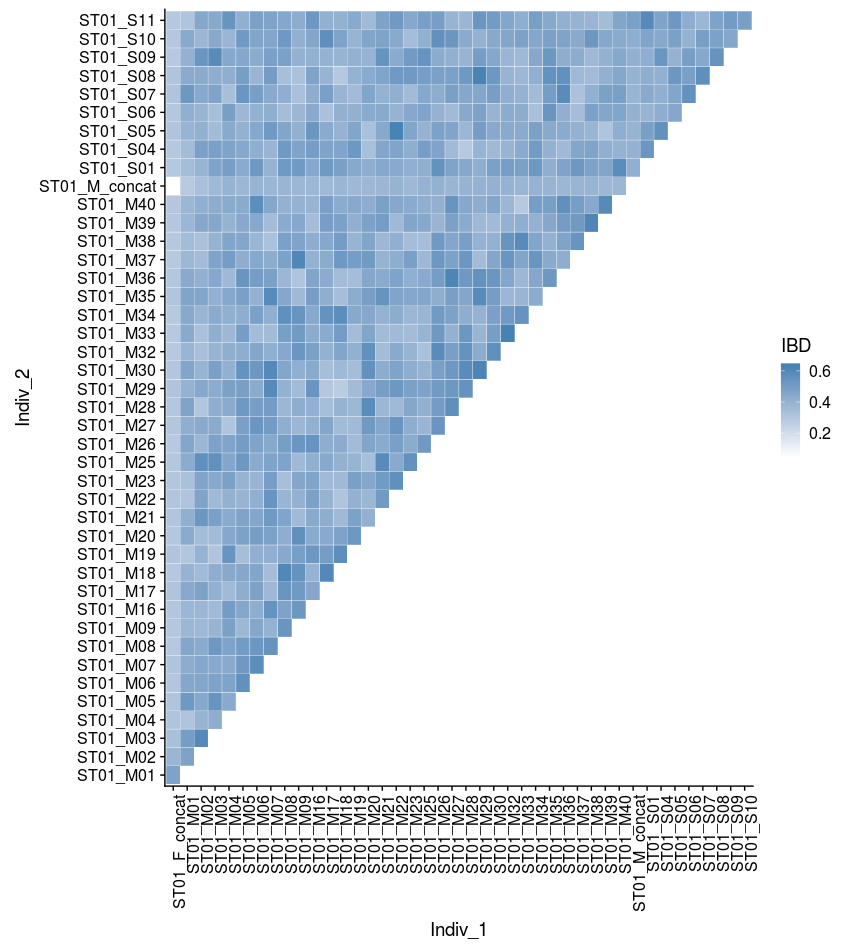 ST01_S11
ST01_S10
ST01_S09
ST01_S08
ST01_S07
ST01_S06
ST01_S05
ST01_S04
ST01_S01
ST01_M_concat
ST01_M40
ST01_M39
ST01_M38
ST01_M37
ST01_M36
ST01_M35
ST01_M34
ST01_M33
ST01_M32
ST01_M30
ST01_M29
ST01_M28
ST01_M27
ST01_M26
ST01_M25
ST01_M23
ST01_M22
ST01_M21
ST01_M20
ST01_M19
ST01_M18
ST01_M17
ST01_M16
ST01_M09
ST01_M08
ST01_M07
ST01_M06
ST01_M05
ST01_M04
ST01_M03
ST01_M02
ST01_M01
Indiv_2
ST01_F_concat
ST01_M01
ST01_M02
ST01_M03
ST01_M04
ST01_M05
ST01_M06
ST01_M07
ST01_M08
ST01_M09
ST01_M16
ST01_M17
ST01_M18
ST01_M19
ST01_M20
ST01_M21
ST01_M22
ST01_M23
ST01_M25
ST01_M26
ST01_M27
ST01_M28
ST01_M29
ST01_M30
ST01_M32
ST01_M33
ST01_M34
ST01_M35
ST01_M36
ST01_M37
ST01_M38
ST01_M39
ST01_M40
ST01_M_concat
ST01_S01
ST01_S04
ST01_S05
ST01_S06
ST01_S07
ST01_S08
ST01_S09
ST01_S10
Indiv_1
IBD
0.6
0.4
0.2